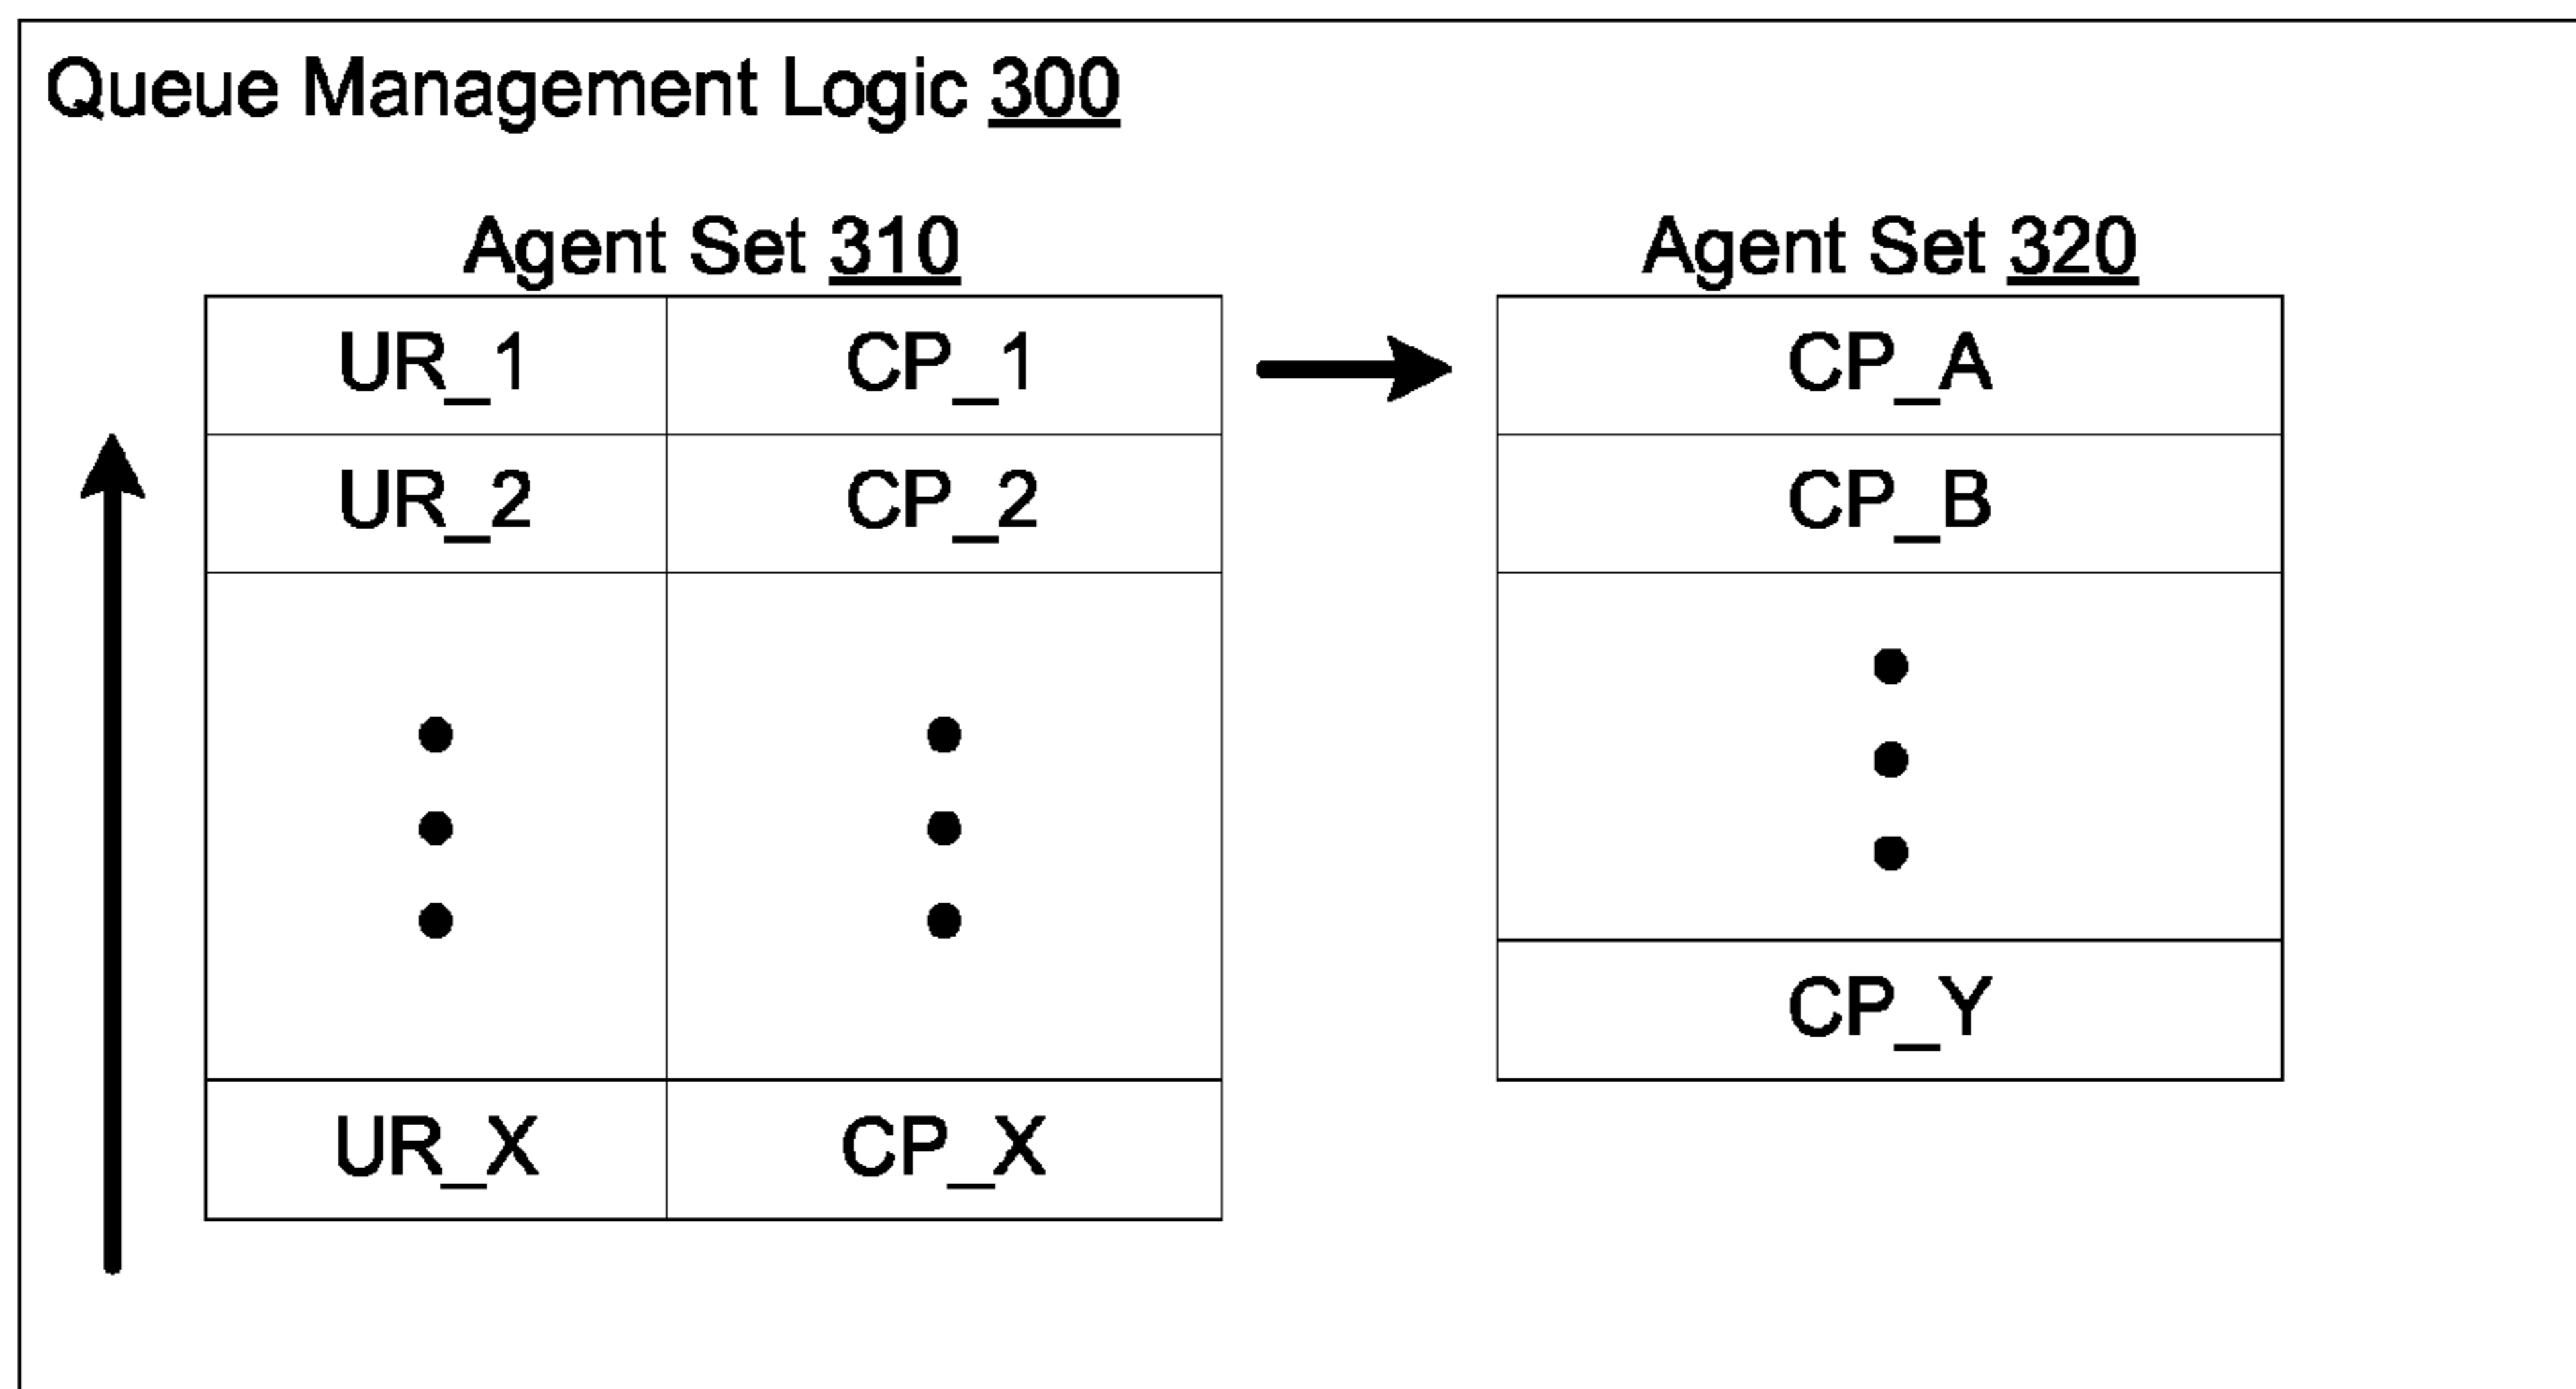 Queue Management Logic 300
Agent Set 310
Agent Set 320
UR_1 CP_1
CP_A
UR_2 CP_2
CP_B
CP_Y
UR_X CP_X